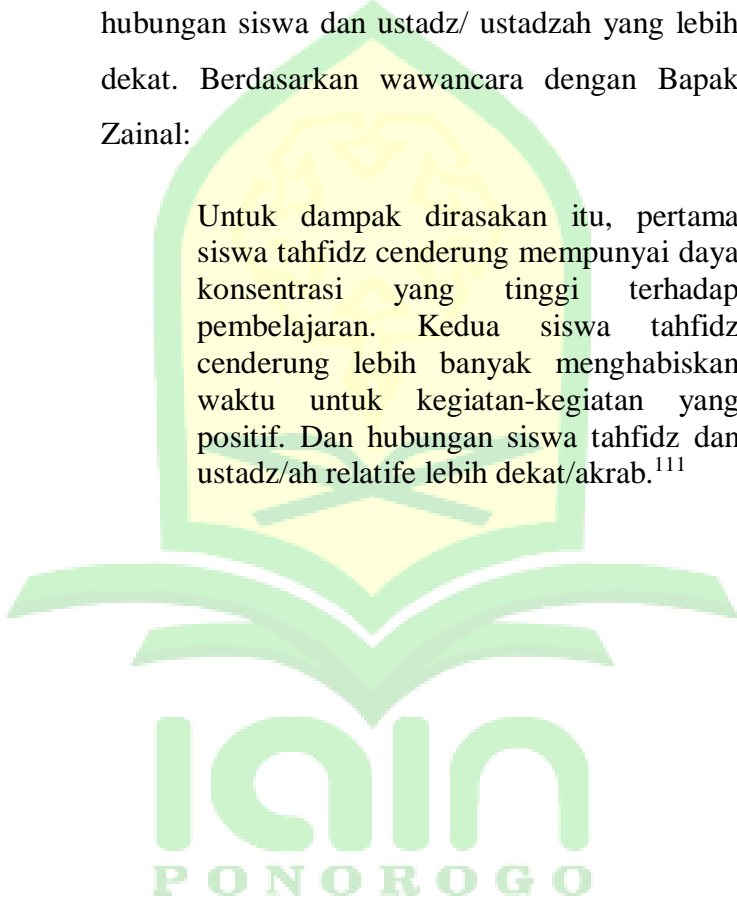 hubungan siswa dan ustadz/ ustadzah yang lebih
dekat. Berdasarkan wawancara dengan Bapak
Zainal:
Untuk dampak dirasakan itu, pertama
siswa tahfidz cenderung mempunyai daya
konsentrasi yang tinggi terhadap
pembelajaran. Kedua siswa tahfidz
cenderung lebih banyak menghabiskan
waktu untuk kegiatan-kegiatan yang
positif. Dan hubungan siswa tahfidz dan
ustadz/ah relatife lebih dekat/akrab.111
iain
PONOROGO